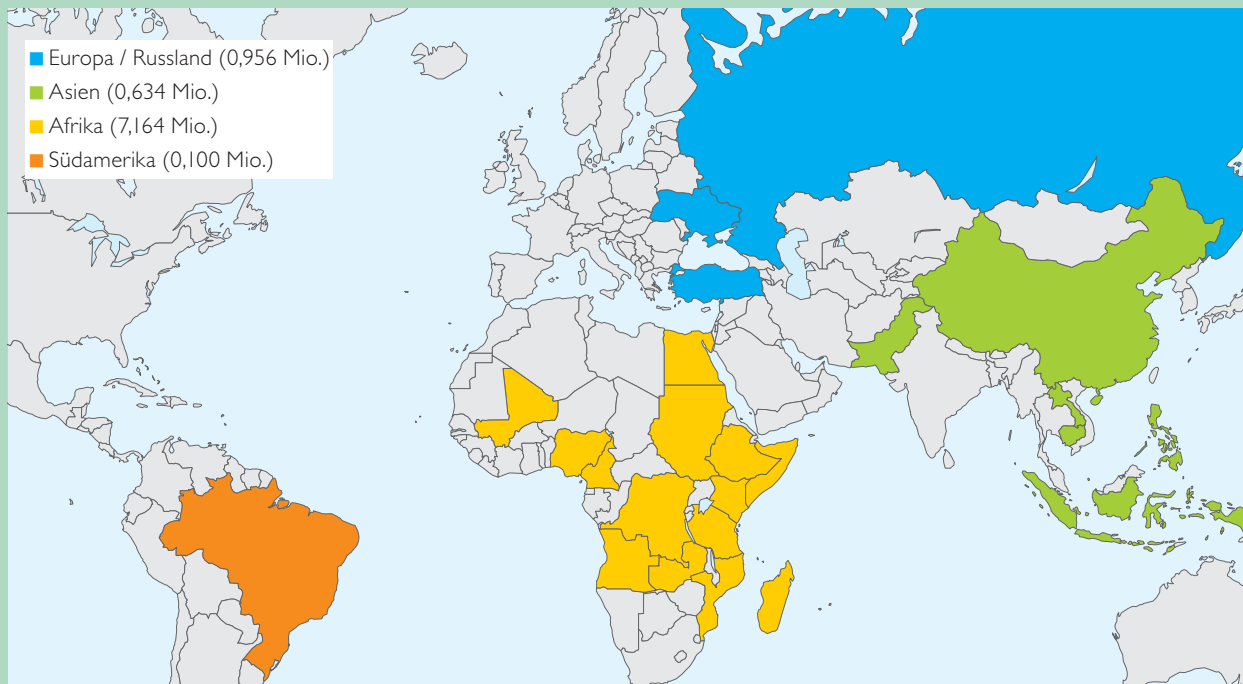 Europa / Russland (0,956 Mio.)
Asien (0,634 Mio.)
Afrika (7,164 Mio.)
Südamerika (0,100 Mio.)